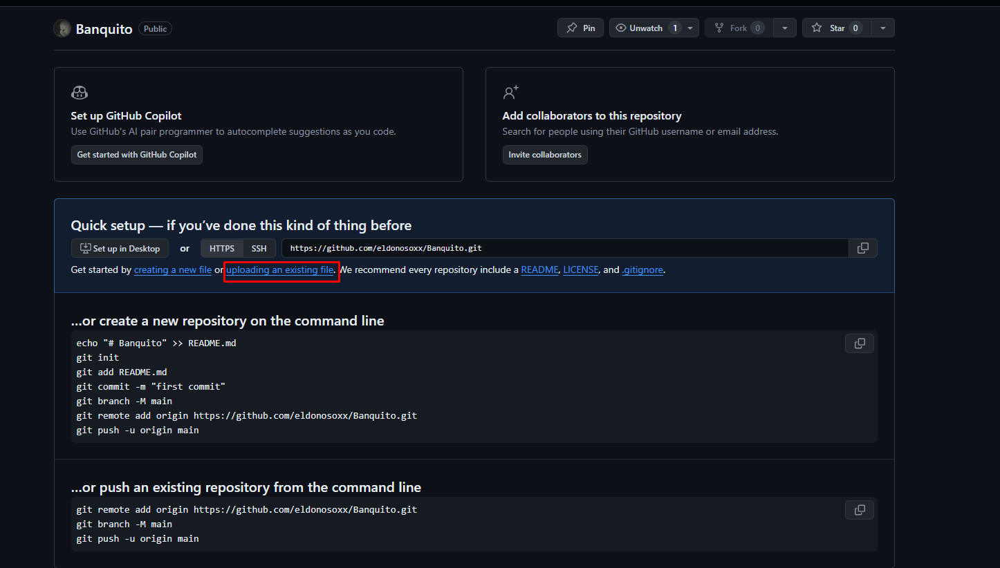 Banquito Public
Pin
Unwatch 1
Fork 0
Star 0
Set up GitHub Copilot
Use GitHub's AI pair programmer to autocomplete suggestions as you code.
Get started with GitHub Copilot
Add collaborators to this repository
Search for people using their GitHub username or email address.
Invite collaborators
Quick setup — if you’ve done this kind of thing before
Set up in Desktop or HTTPS SSH https://github.com/eldonosoxx/Banquito.git
Get started by creating a new file or uploading an existing file. We recommend every repository include a README, LICENSE, and .gitignore.
…or create a new repository on the command line
echo "# Banquito" >> README.md
git init
git add README.md
git commit -m "first commit"
git branch -M main
git remote add origin https://github.com/eldonosoxx/Banquito.git
git push -u origin main
…or push an existing repository from the command line
git remote add origin https://github.com/eldonosoxx/Banquito.git
git branch -M main
git push -u origin main